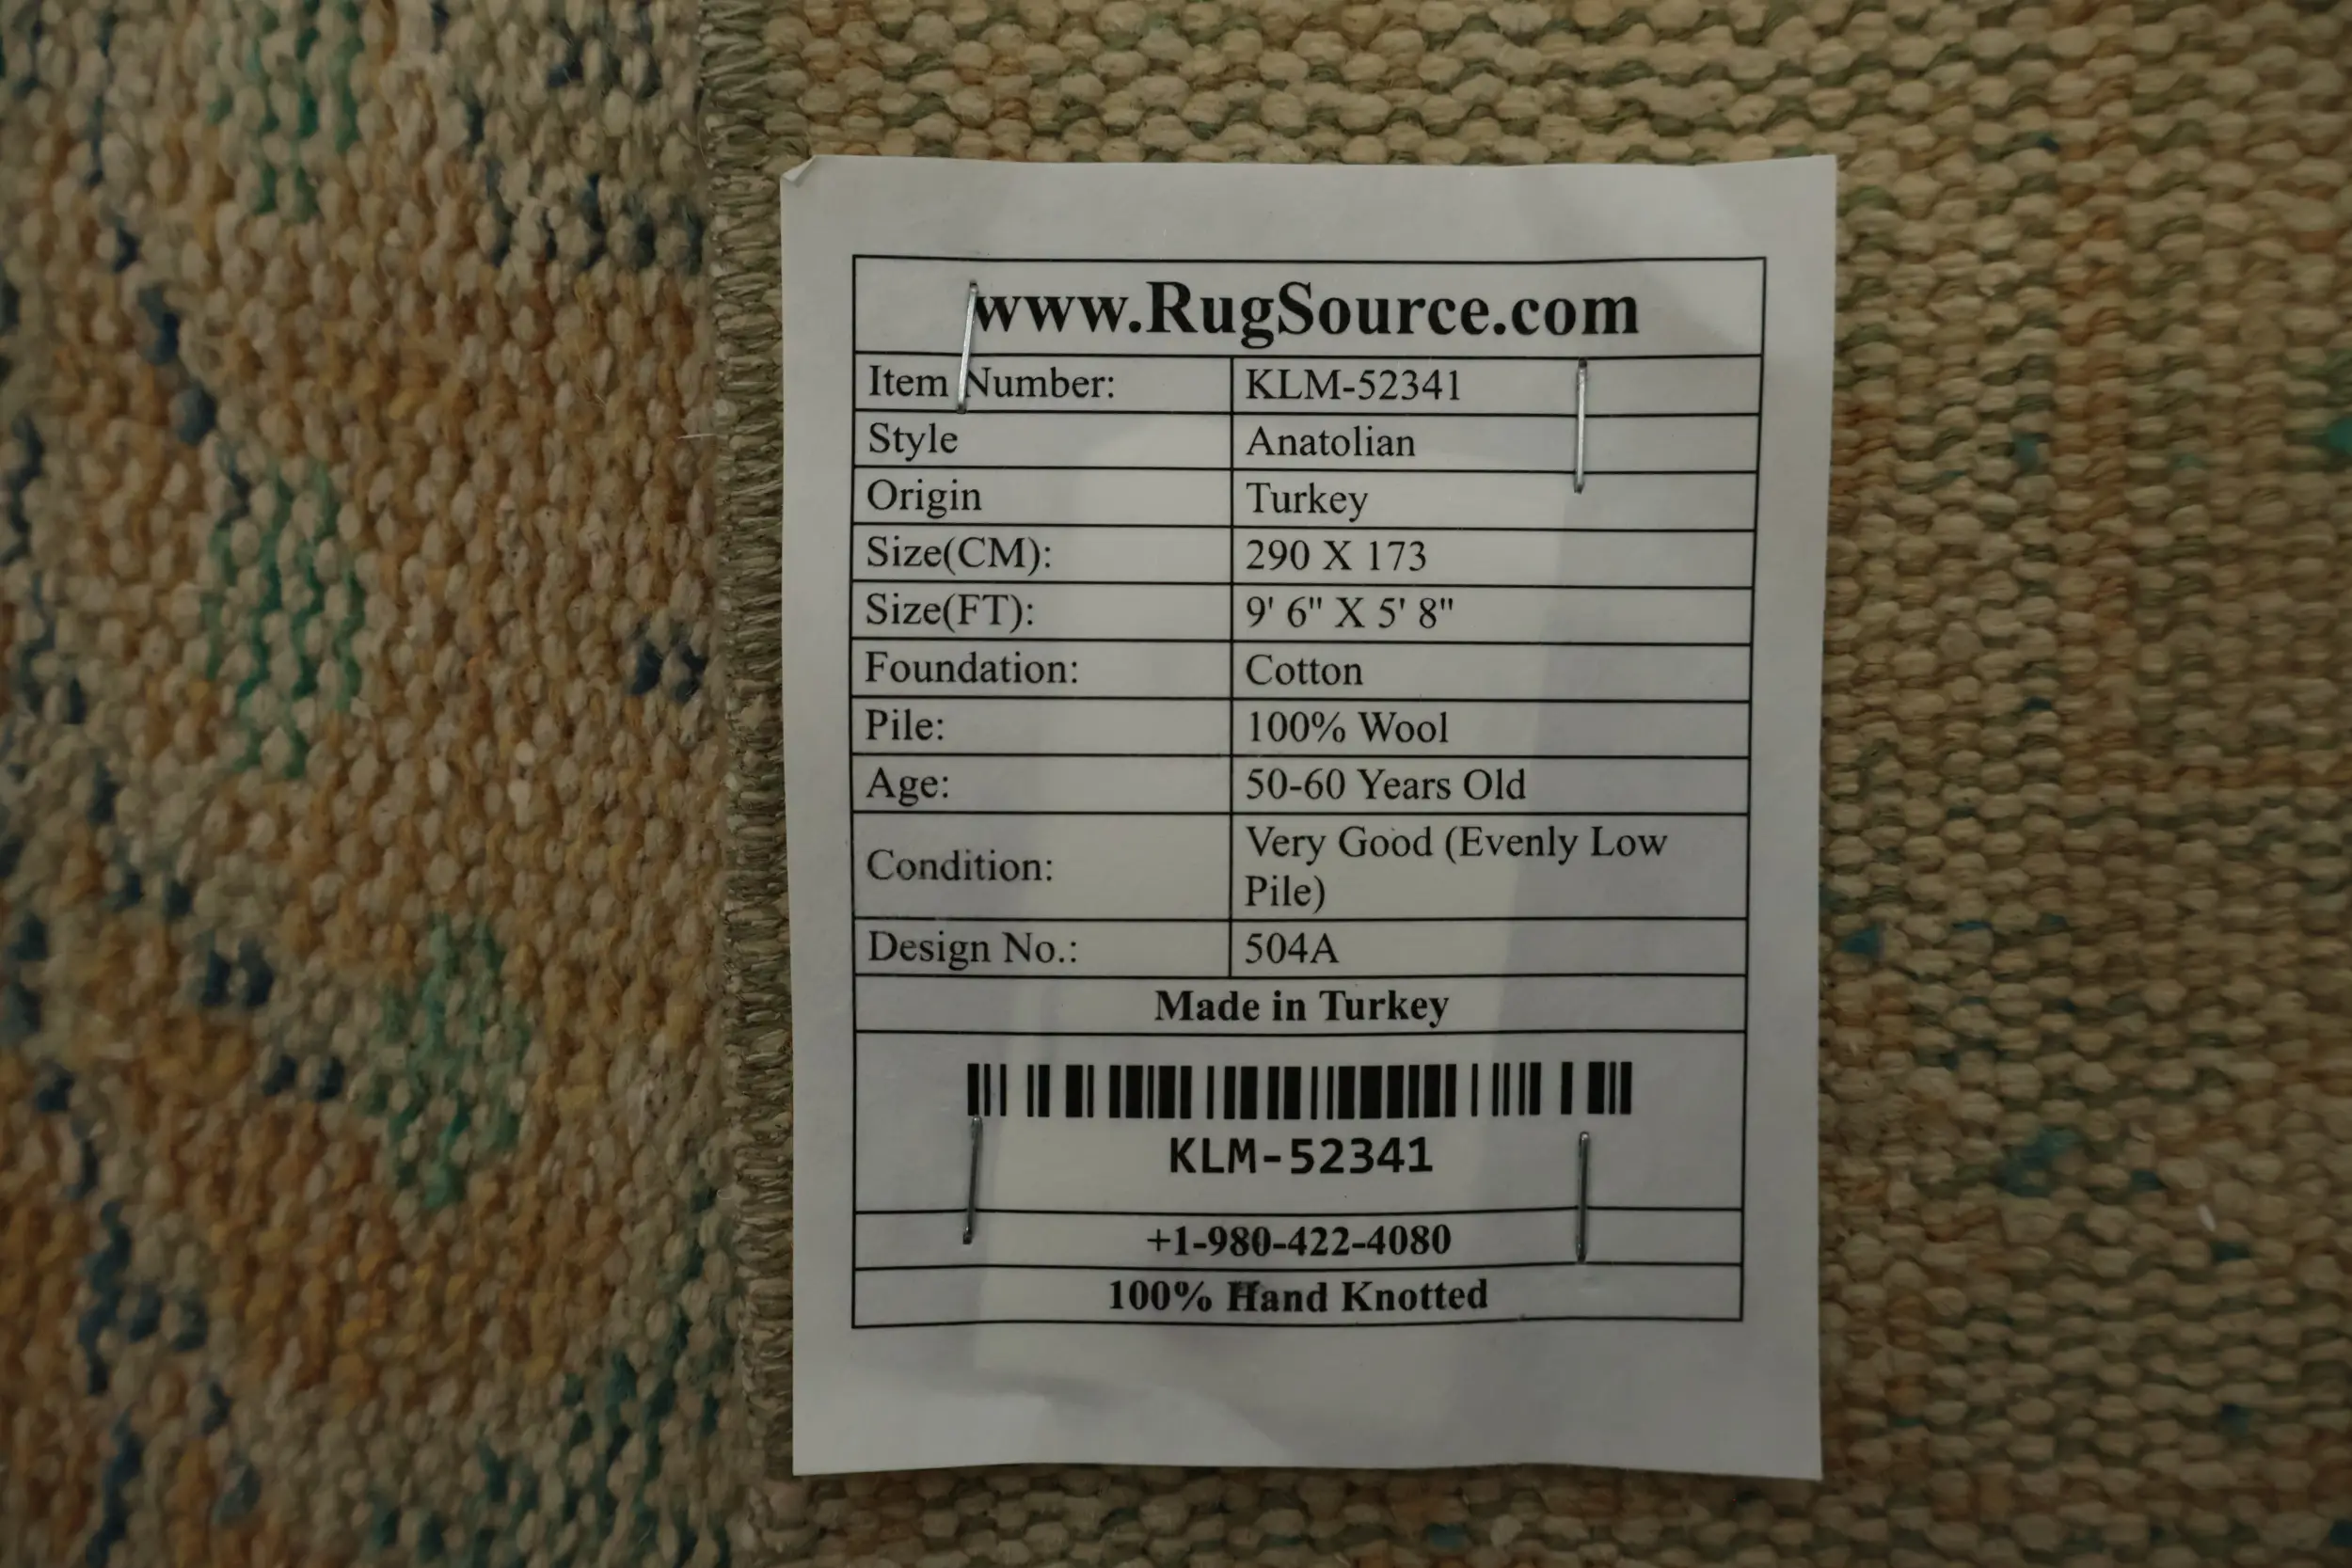 www.RugSource.com
Item Number: KLM-52341
Style Anatolian
Origin Turkey
Size(CM): 290 X 173
Size(FT): 9' 6" X 5' 8"
Foundation: Cotton
Pile: 100% Wool
Age: 50-60 Years Old
Condition: Very Good (Evenly Low
Pile)
Design No.: 504A
Made in Turkey
KLM-52341
+1-980-422-4080
100% Hand Knotted